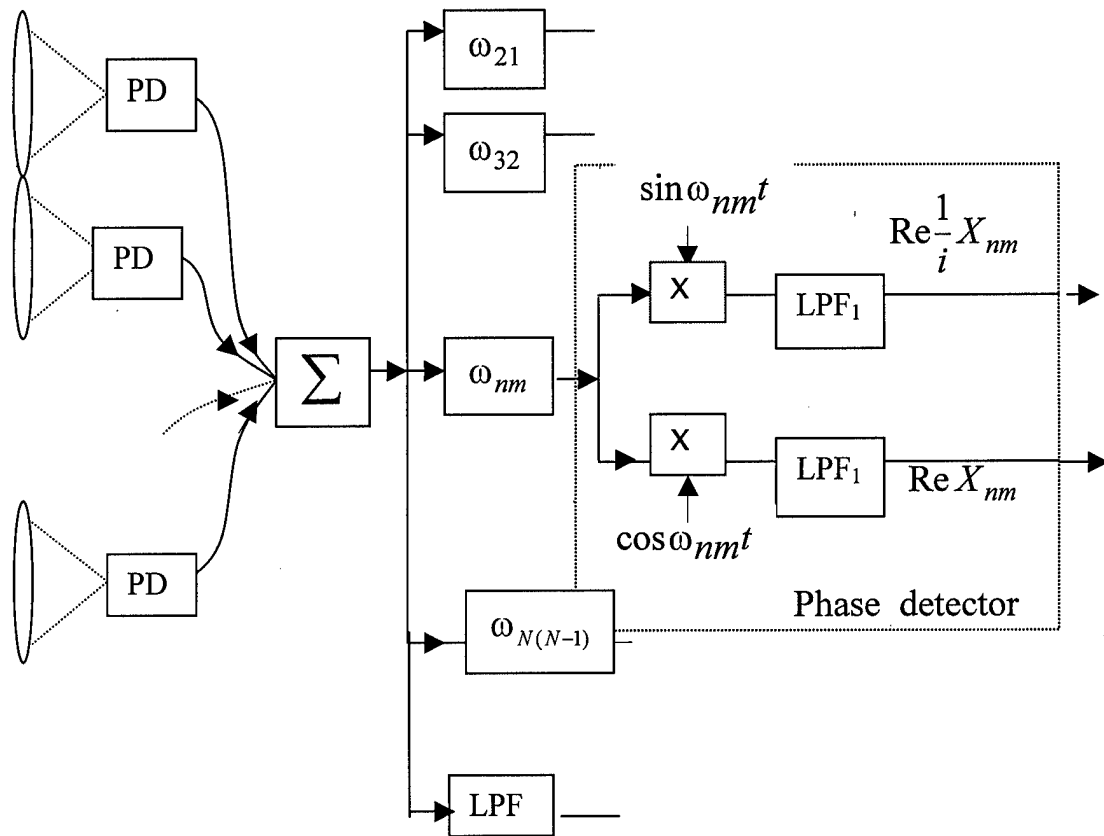 PD
PD
PD
Σ
ω₂₁
ω₃₂
ωₙₘ
ω_{N(N−1)}
LPF
sin ωₙₘt
X
LPF₁
Re 1/i Xₙₘ
X
LPF₁
Re Xₙₘ
cos ωₙₘt
Phase detector